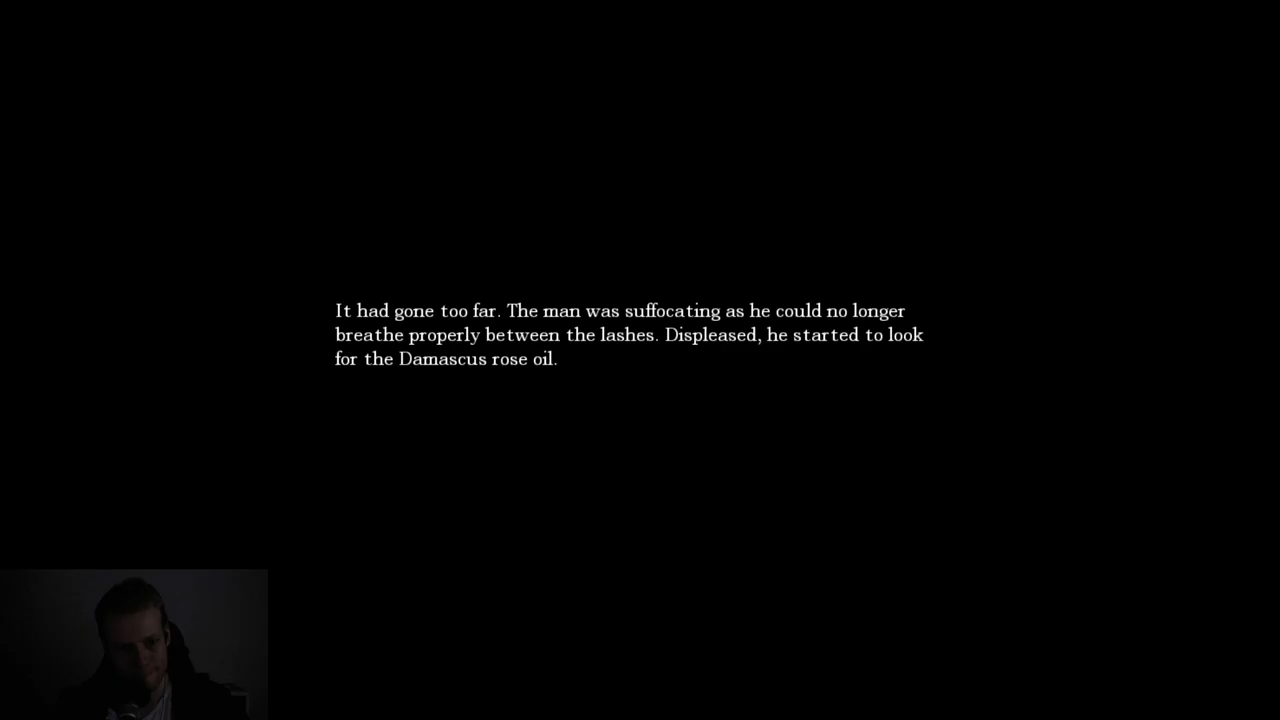 It had gone too far. The man was suffocating as he could no longer
breathe properly between the lashes. Displeased, he started to look
for the Damascus rose oil.